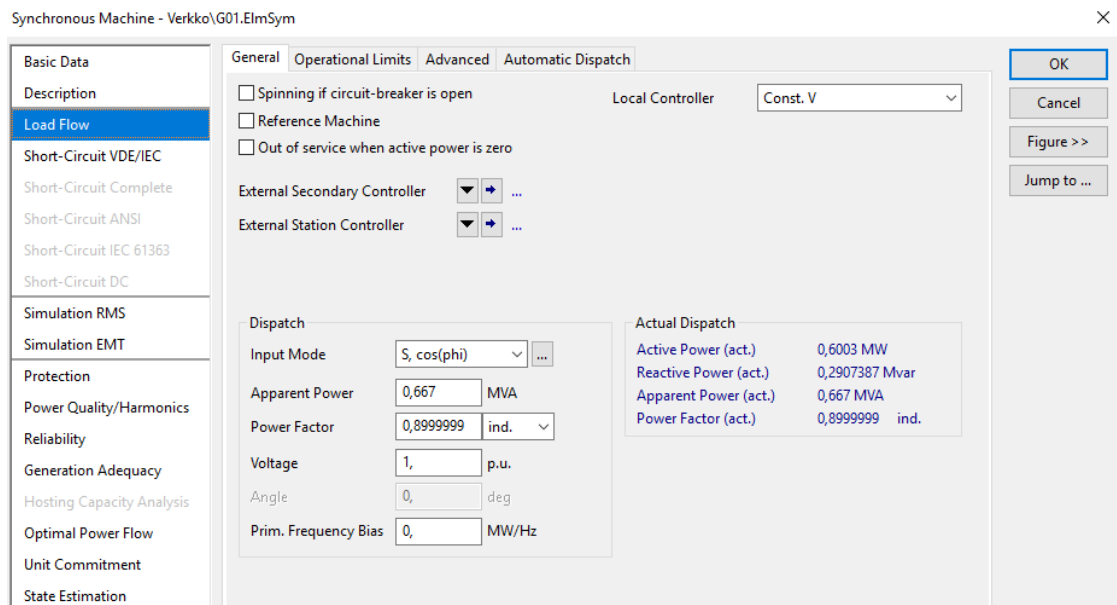 Synchronous Machine - Verkko\G01.ElmSym
Basic Data
Description
Load Flow
Short-Circuit VDE/IEC
Short-Circuit Complete
Short-Circuit ANSI
Short-Circuit IEC 61363
Short-Circuit DC
Simulation RMS
Simulation EMT
Protection
Power Quality/Harmonics
Reliability
Generation Adequacy
Hosting Capacity Analysis
Optimal Power Flow
Unit Commitment
State Estimation
General Operational Limits Advanced Automatic Dispatch
Spinning if circuit-breaker is open
Reference Machine
Out of service when active power is zero
Local Controller Const. V
External Secondary Controller ...
External Station Controller ...
Dispatch
Input Mode S, cos(phi) ...
Apparent Power 0,667 MVA
Power Factor 0,8999999 ind.
Voltage 1, p.u.
Angle 0, deg
Prim. Frequency Bias 0, MW/Hz
Actual Dispatch
Active Power (act.) 0,6003 MW
Reactive Power (act.) 0,2907387 Mvar
Apparent Power (act.) 0,667 MVA
Power Factor (act.) 0,8999999 ind.
OK
Cancel
Figure >>
Jump to ...